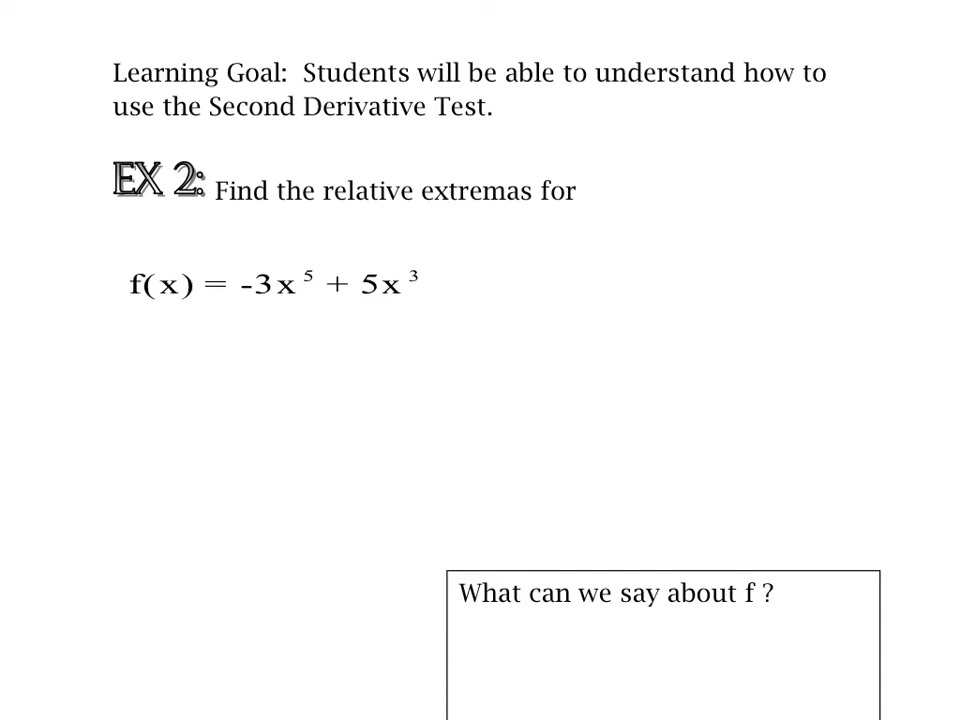 Learning Goal:  Students will be able to understand how to
use the Second Derivative Test.
EX 2: Find the relative extremas for
f(x) = -3x⁵ + 5x³
What can we say about f ?